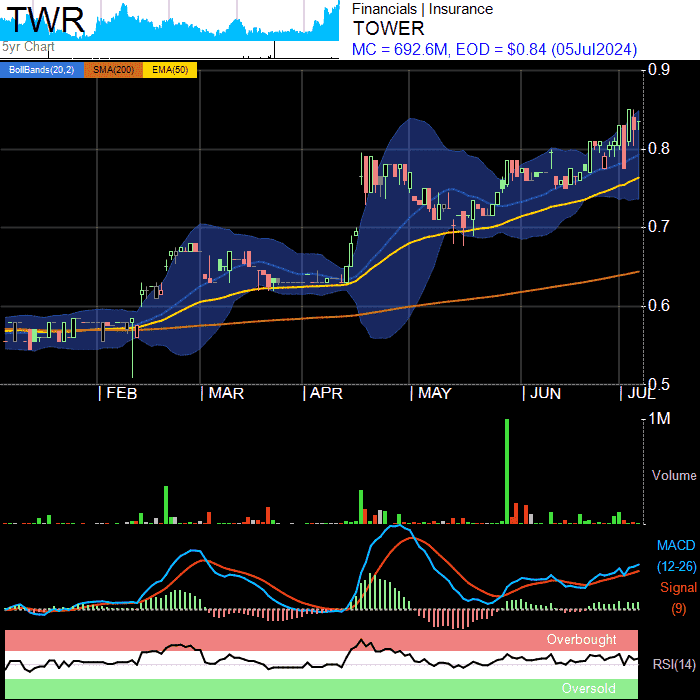 TWR
5yr Chart
Financials | Insurance
TOWER
MC = 692.6M, EOD = $0.84 (05Jul2024)
BollBands(20,2) SMA(200) EMA(50)
0.9
0.8
0.7
0.6
0.5
| FEB | MAR | APR | MAY | JUN | JUL
1M
Volume
MACD
(12-26)
Signal
(9)
Overbought
RSI(14)
Oversold